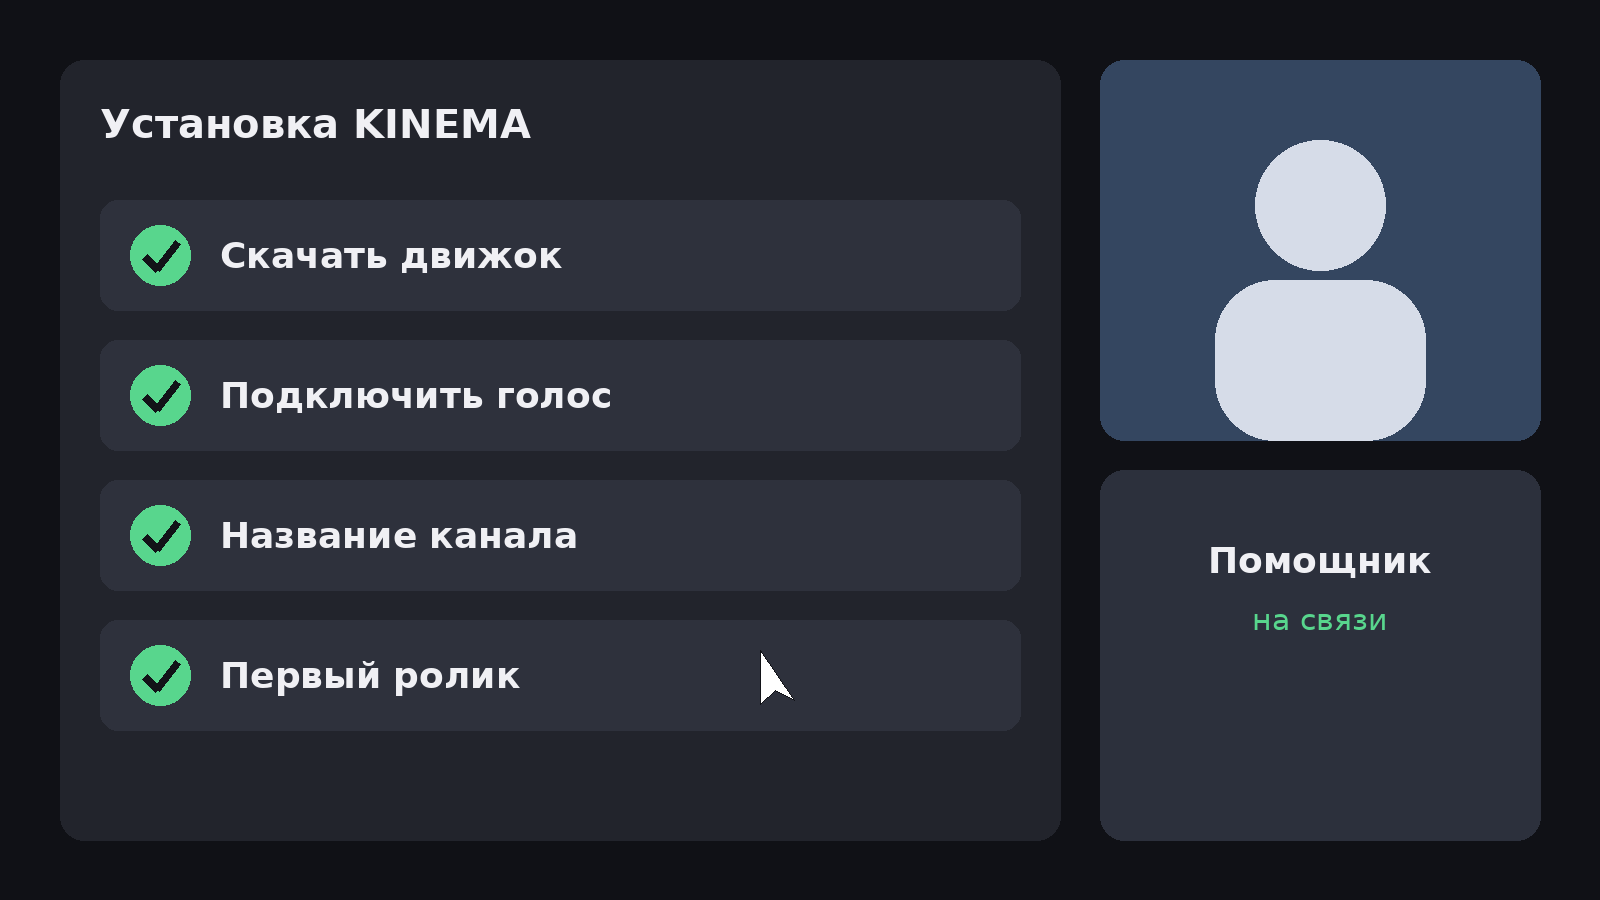 Установка KINEMA
Скачать движок
Подключить голос
Название канала
Первый ролик
Помощник
на связи